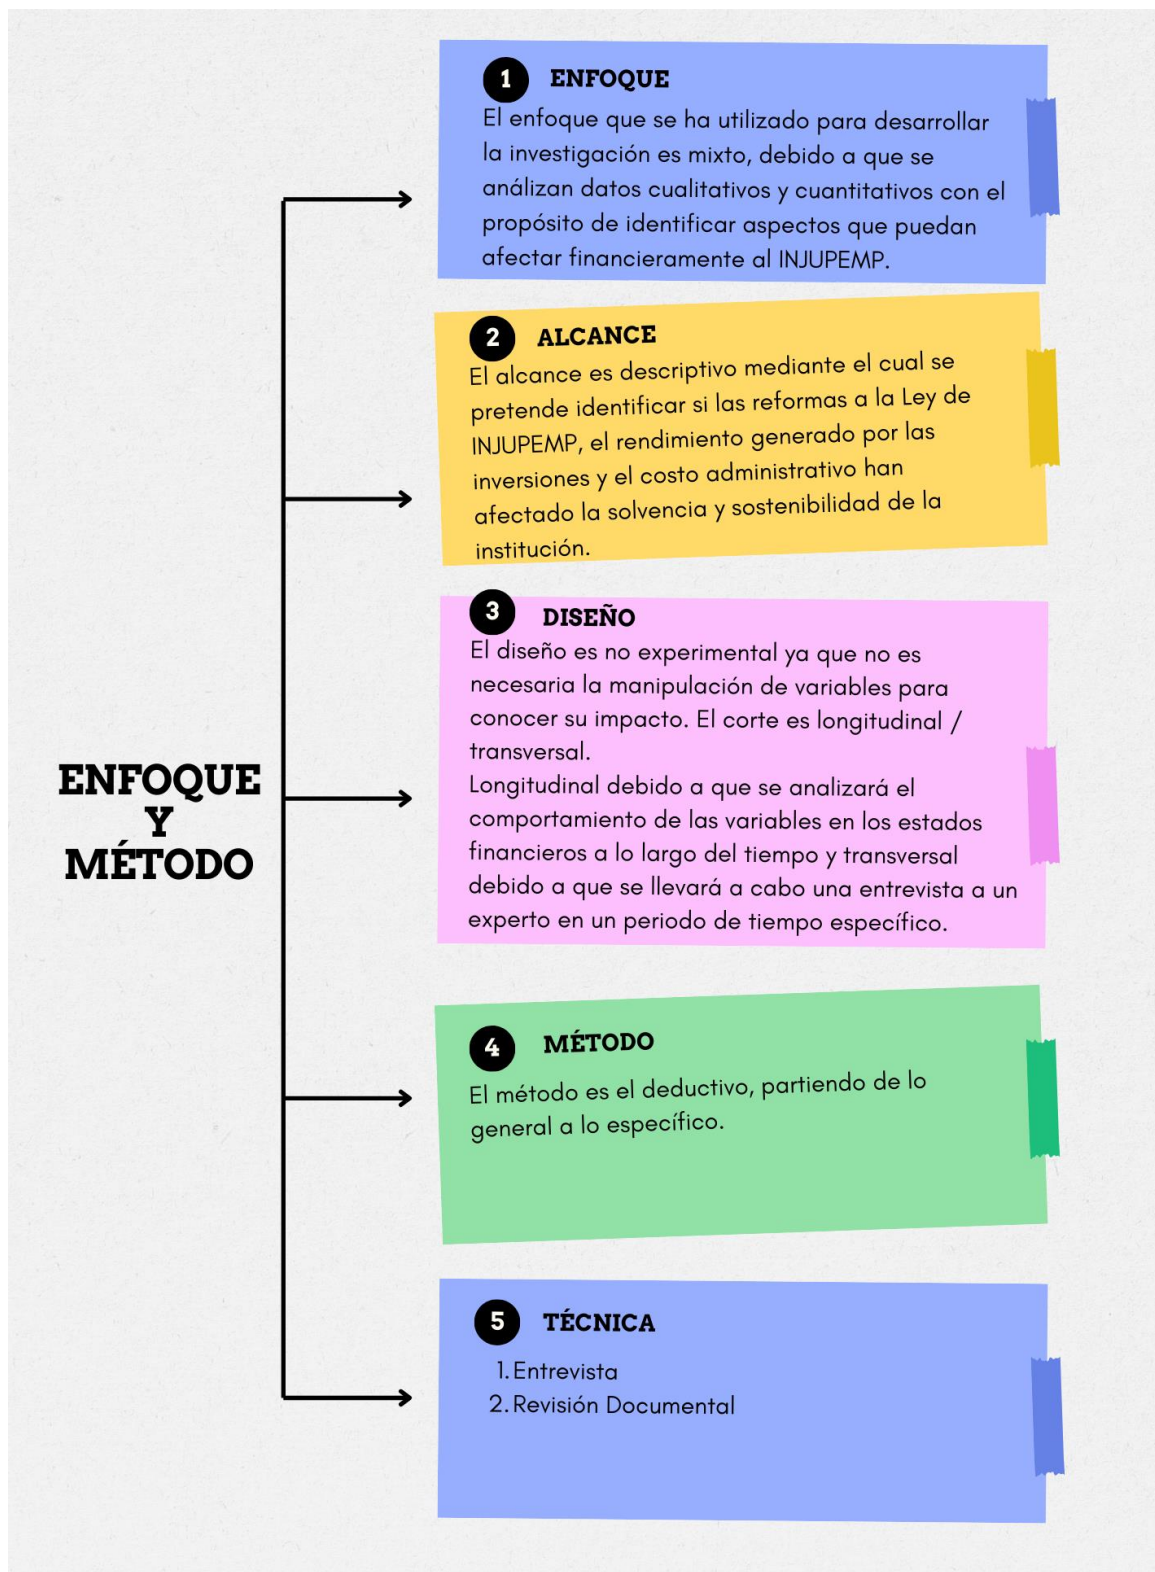 1 ENFOQUE
El enfoque que se ha utilizado para desarrollar
la investigación es mixto, debido a que se
análizan datos cualitativos y cuantitativos con el
propósito de identificar aspectos que puedan
afectar financieramente al INJUPEMP.
2 ALCANCE
El alcance es descriptivo mediante el cual se
pretende identificar si las reformas a la Ley de
INJUPEMP, el rendimiento generado por las
inversiones y el costo administrativo han
afectado la solvencia y sostenibilidad de la
institución.
3 DISEÑO
El diseño es no experimental ya que no es
necesaria la manipulación de variables para
conocer su impacto. El corte es longitudinal /
transversal.
Longitudinal debido a que se analizará el
comportamiento de las variables en los estados
financieros a lo largo del tiempo y transversal
debido a que se llevará a cabo una entrevista a un
experto en un periodo de tiempo específico.
ENFOQUE
Y
MÉTODO
4 MÉTODO
El método es el deductivo, partiendo de lo
general a lo específico.
5 TÉCNICA
1. Entrevista
2. Revisión Documental